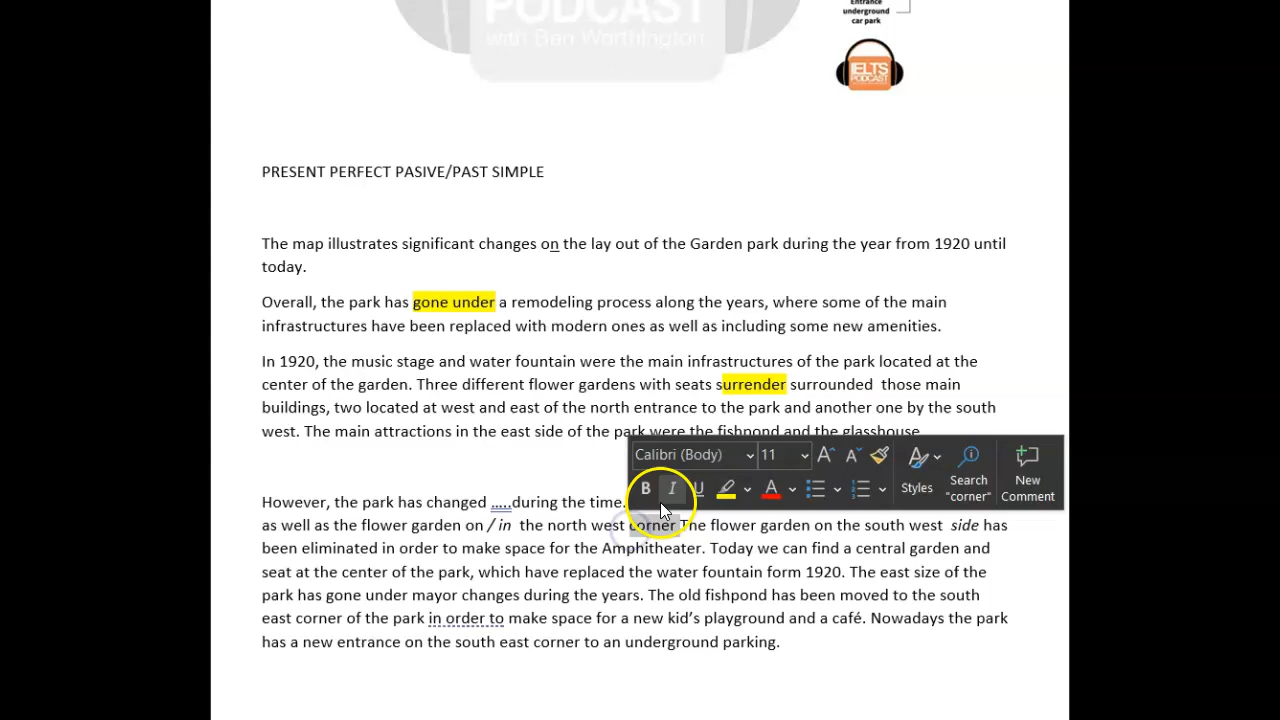 PODCAST
with Ben Worthington
Entrance
underground
car park
IELTS
PODCAST
PRESENT PERFECT PASIVE/PAST SIMPLE
The map illustrates significant changes on the lay out of the Garden park during the year from 1920 until
today.
Overall, the park has gone under a remodeling process along the years, where some of the main
infrastructures have been replaced with modern ones as well as including some new amenities.
In 1920, the music stage and water fountain were the main infrastructures of the park located at the
center of the garden. Three different flower gardens with seats surrender surrounded those main
buildings, two located at west and east of the north entrance to the park and another one by the south
west. The main attractions in the east side of the park were the fishpond and the glasshouse
Calibri (Body) 11
Styles
Search
"corner"
New
Comment
B I U
However, the park has changed .....during the time.
as well as the flower garden on / in the north west corner The flower garden on the south west side has
been eliminated in order to make space for the Amphitheater. Today we can find a central garden and
seat at the center of the park, which have replaced the water fountain form 1920. The east size of the
park has gone under mayor changes during the years. The old fishpond has been moved to the south
east corner of the park in order to make space for a new kid's playground and a café. Nowadays the park
has a new entrance on the south east corner to an underground parking.